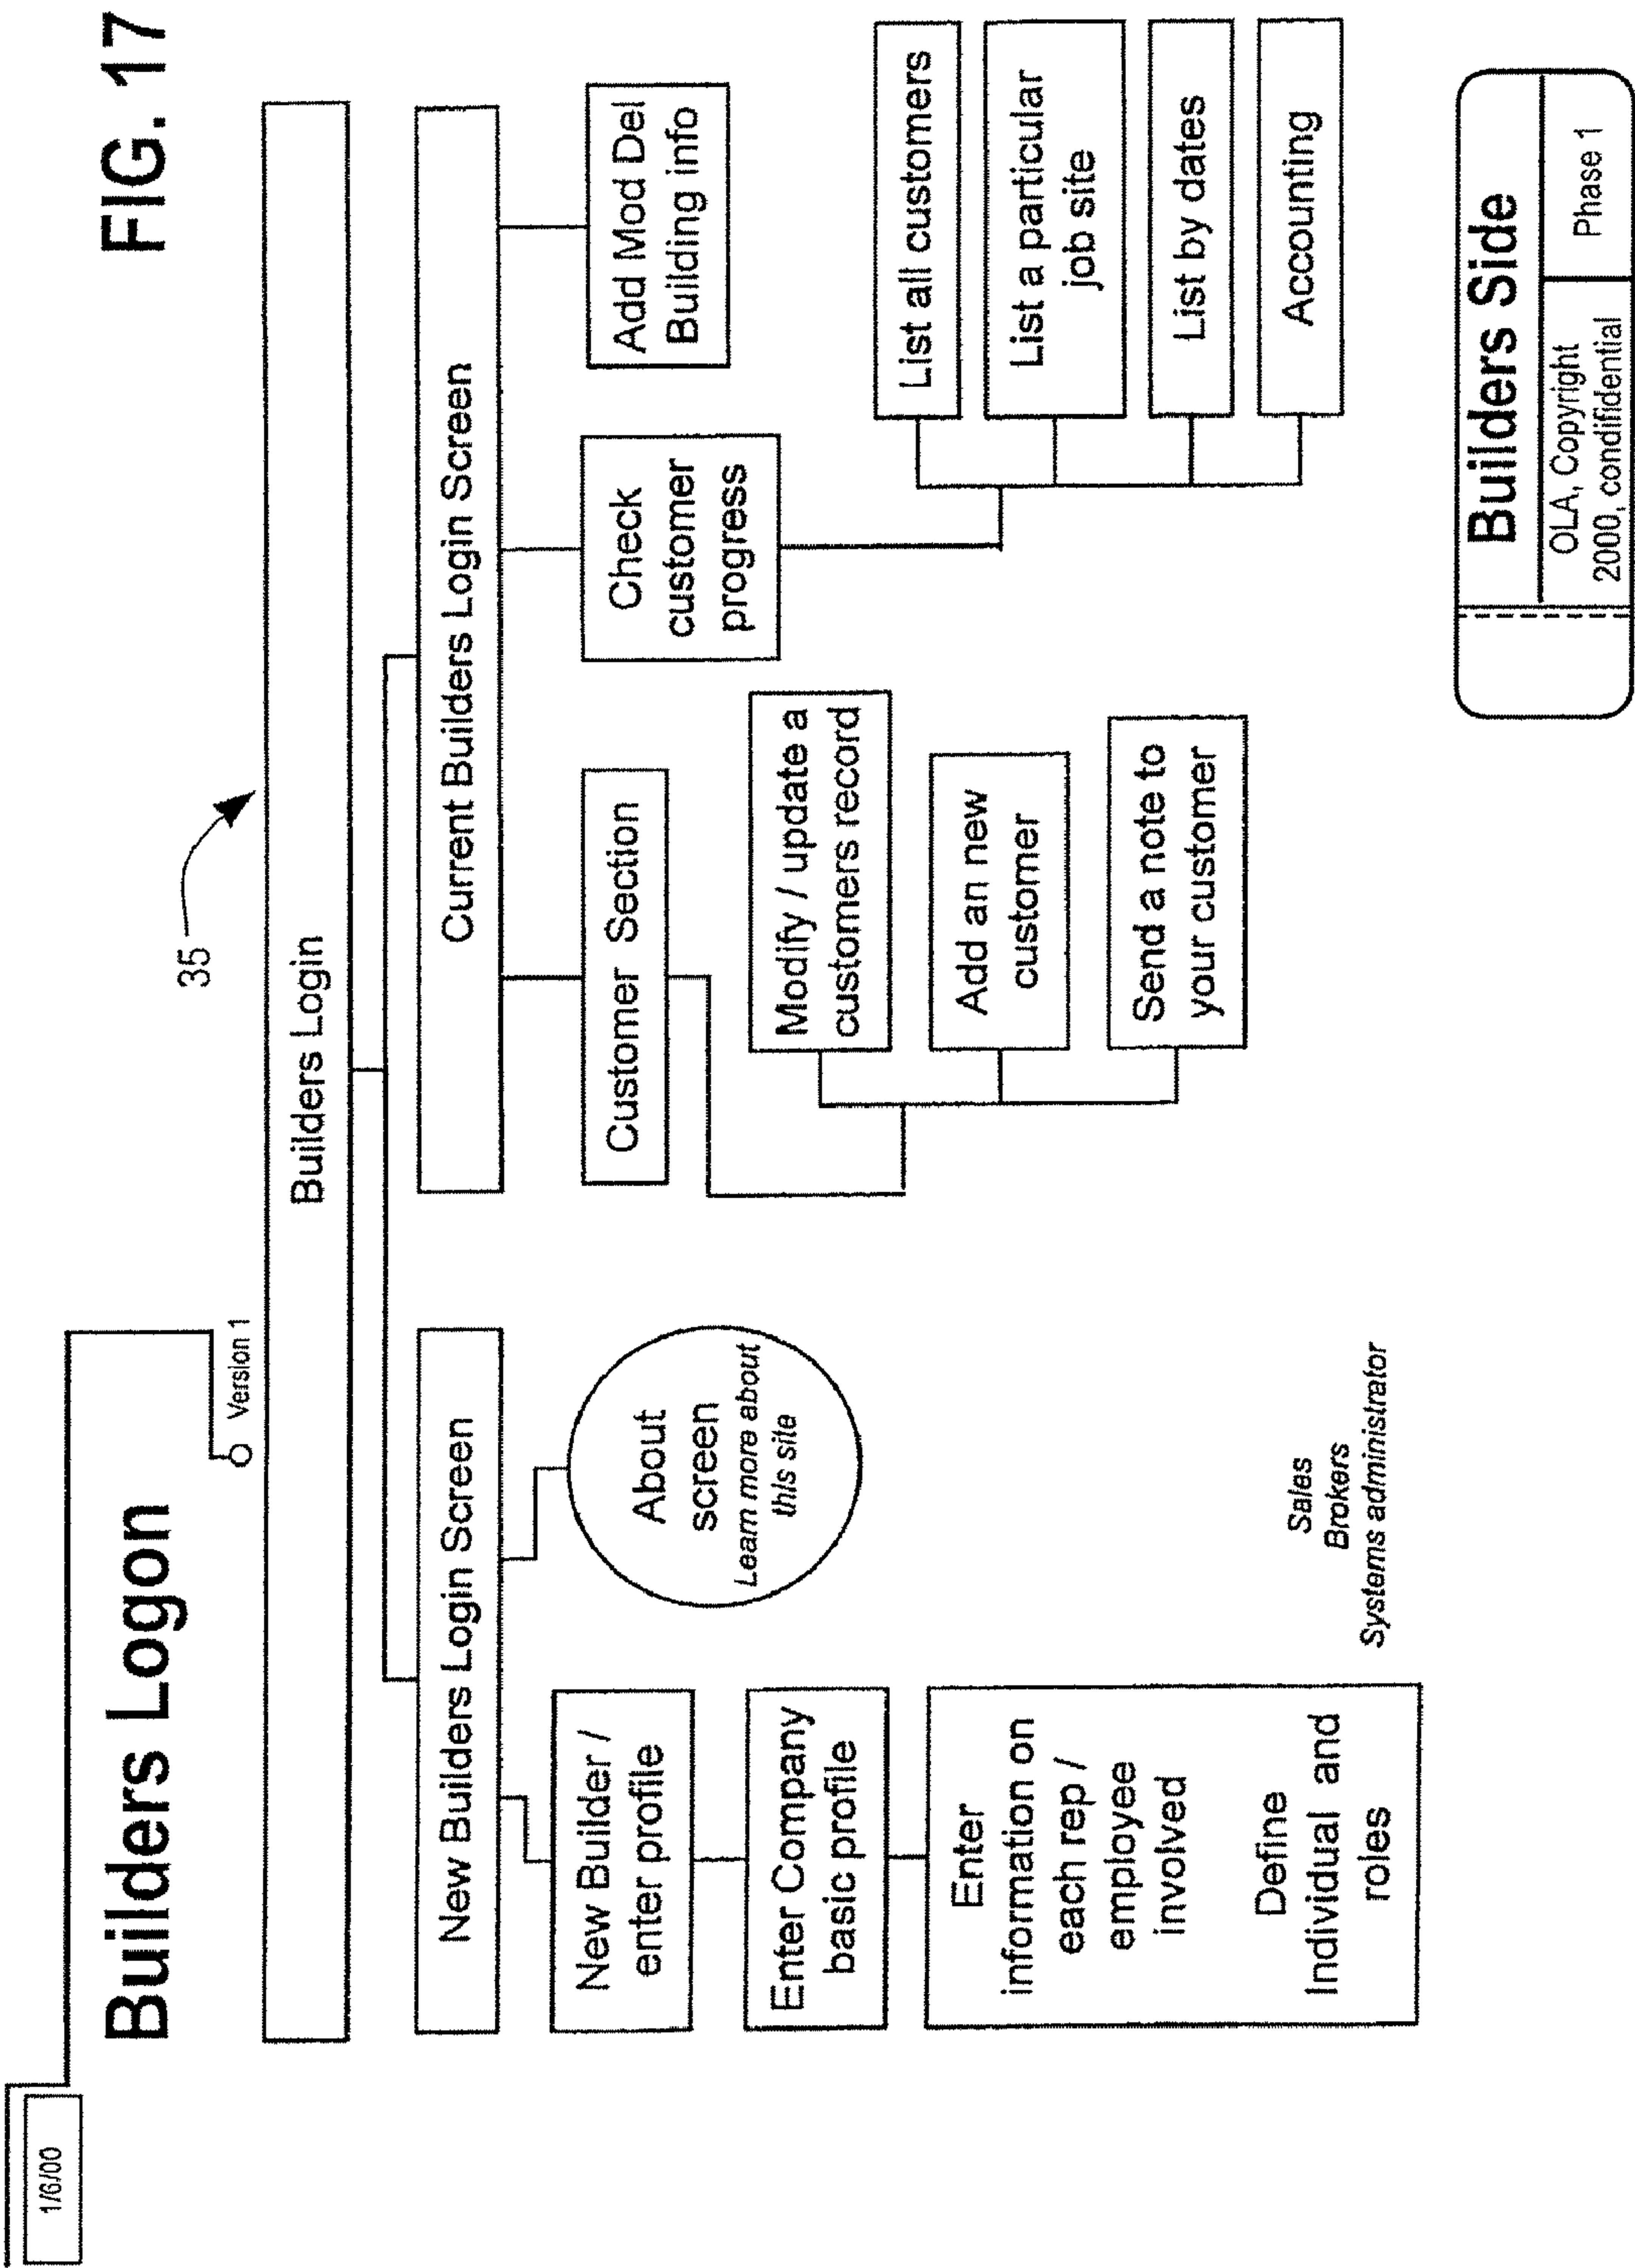 1/6/00
Builders Logon
FIG. 17
Version 1
35
Builders Login
New Builders Login Screen
Current Builders Login Screen
New Builder /
enter profile
About
screen
Learn more about
this site
Customer Section
Check
customer
progress
Add Mod Del
Building info
Enter Company
basic profile
Modify / update a
customers record
Add an new
customer
Send a note to
your customer
List all customers
List a particular
job site
List by dates
Accounting
Enter
information on
each rep /
employee
involved
Define
Individual and
roles
Sales
Brokers
Systems administrator
Builders Side
OLA, Copyright
2000, condifidential
Phase 1